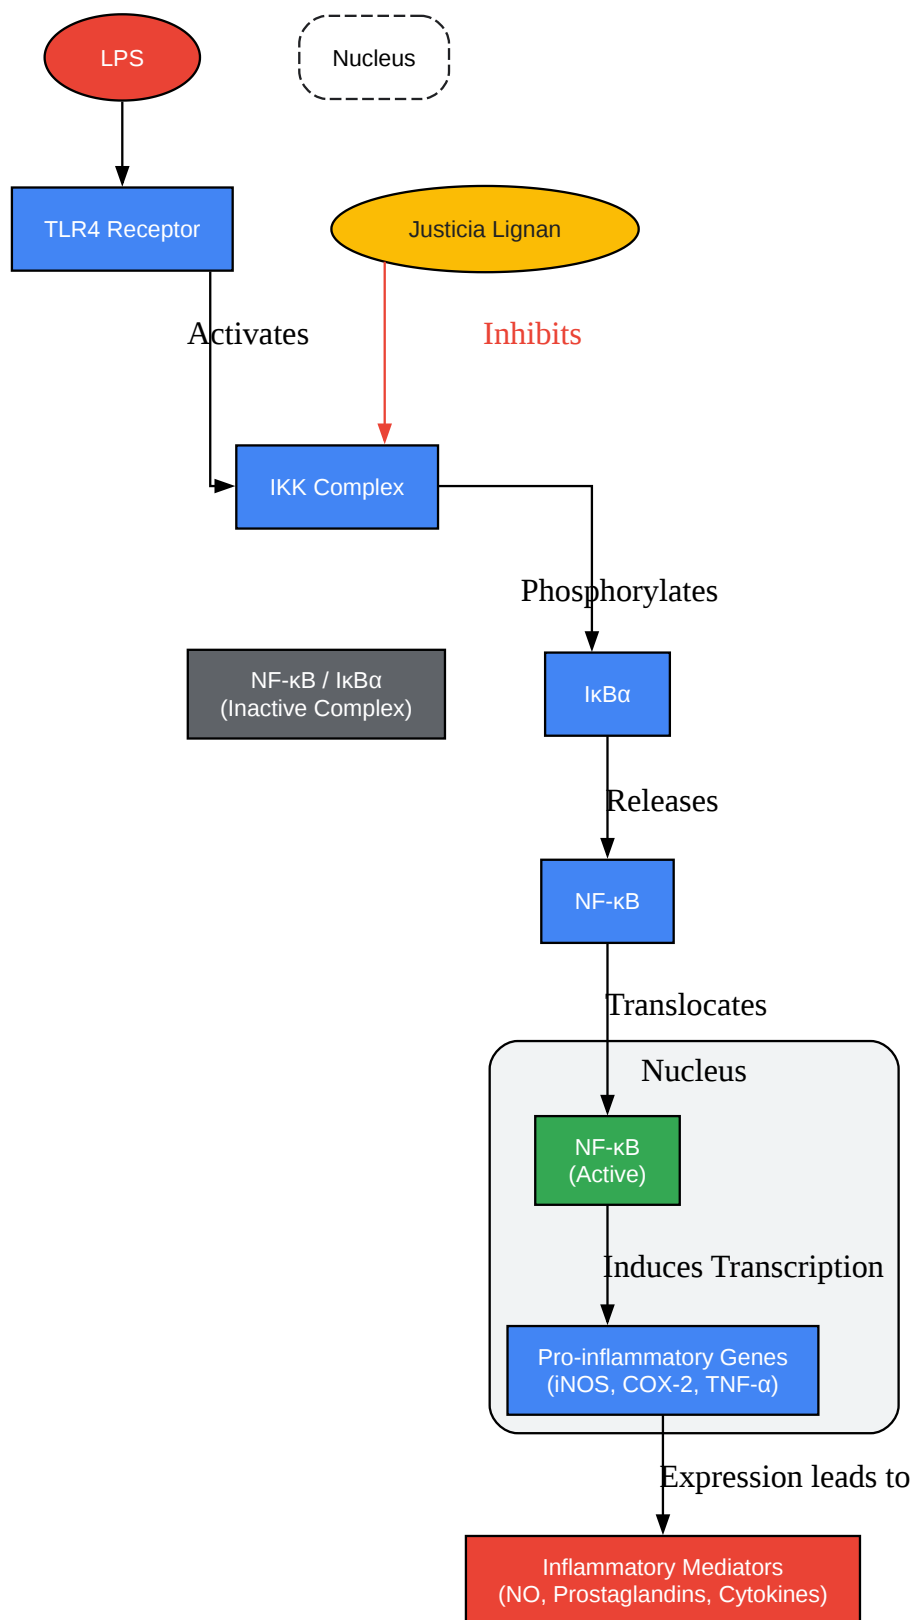 LPS
Nucleus
TLR4 Receptor
Justicia Lignan
Activates
Inhibits
IKK Complex
Phosphorylates
NF-κB / IκBα
(Inactive Complex)
IκBα
Releases
NF-κB
Translocates
Nucleus
NF-κB
(Active)
Induces Transcription
Pro-inflammatory Genes
(iNOS, COX-2, TNF-α)
Expression leads to
Inflammatory Mediators
(NO, Prostaglandins, Cytokines)